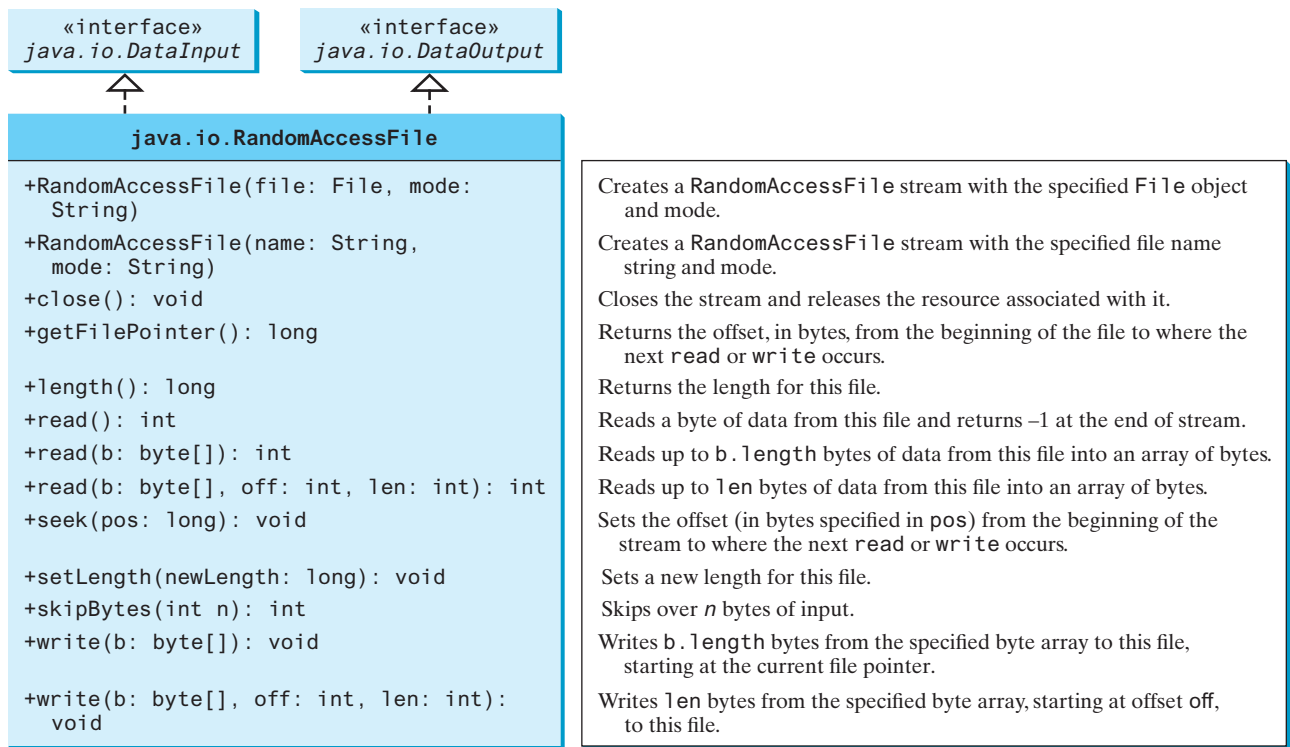 «interface»
java.io.DataInput
«interface»
java.io.DataOutput
java.io.RandomAccessFile
+RandomAccessFile(file: File, mode:
String)
Creates a RandomAccessFile stream with the specified File object
and mode.
+RandomAccessFile(name: String,
mode: String)
Creates a RandomAccessFile stream with the specified file name
string and mode.
+close(): void
Closes the stream and releases the resource associated with it.
+getFilePointer(): long
Returns the offset, in bytes, from the beginning of the file to where the
next read or write occurs.
+length(): long
Returns the length for this file.
+read(): int
Reads a byte of data from this file and returns –1 at the end of stream.
+read(b: byte[]): int
Reads up to b.length bytes of data from this file into an array of bytes.
+read(b: byte[], off: int, len: int): int
Reads up to len bytes of data from this file into an array of bytes.
+seek(pos: long): void
Sets the offset (in bytes specified in pos) from the beginning of the
stream to where the next read or write occurs.
+setLength(newLength: long): void
Sets a new length for this file.
+skipBytes(int n): int
Skips over n bytes of input.
+write(b: byte[]): void
Writes b.length bytes from the specified byte array to this file,
starting at the current file pointer.
+write(b: byte[], off: int, len: int):
void
Writes len bytes from the specified byte array, starting at offset off,
to this file.